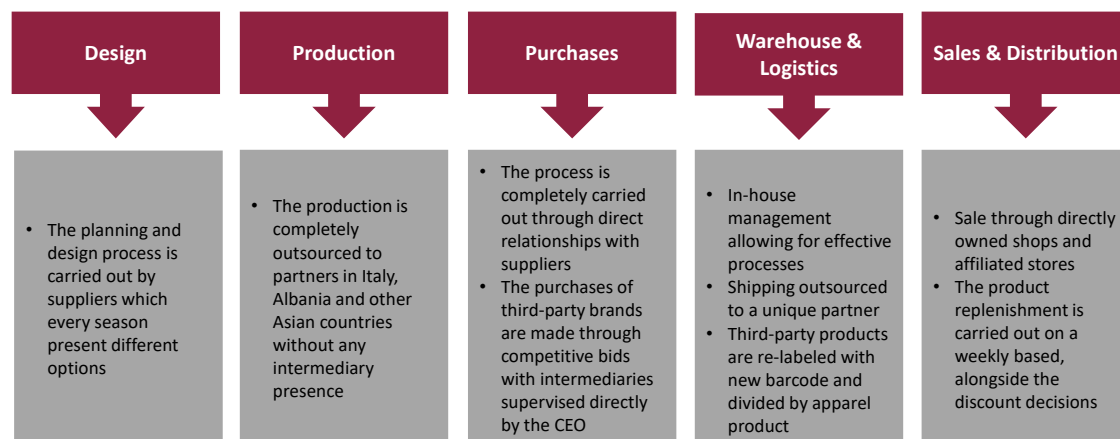 Design
• The planning and
design process is
carried out by
suppliers which
every season
present different
options
Production
• The production is
completely
outsourced to
partners in Italy,
Albania and other
Asian countries
without any
intermediary
presence
Purchases
• The process is
completely carried
out through direct
relationships with
suppliers
• The purchases of
third-party brands
are made through
competitive bids
with intermediaries
supervised directly
by the CEO
Warehouse &
Logistics
• In-house
management
allowing for effective
processes
• Shipping outsourced
to a unique partner
• Third-party products
are re-labeled with
new barcode and
divided by apparel
product
Sales & Distribution
• Sale through directly
owned shops and
affiliated stores
• The product
replenishment is
carried out on a
weekly based,
alongside the
discount decisions